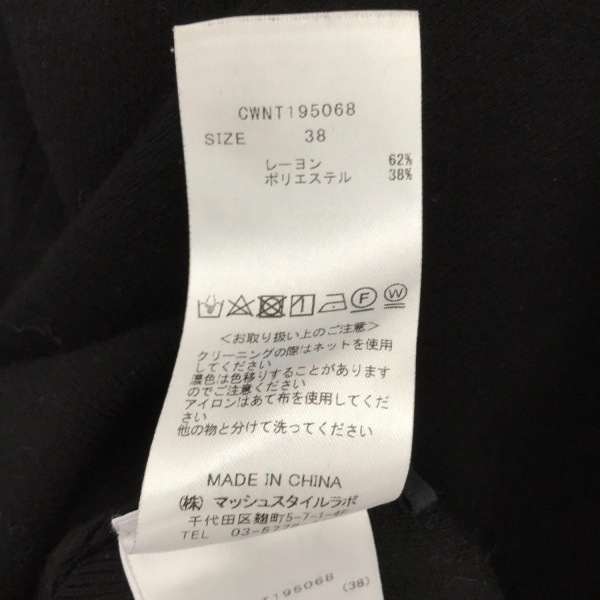 CWNT195068
SIZE 38
レーヨン 62%
ポリエステル 38%
F W
<お取り扱い上のご注意>
クリーニングの際はネットを使用
してください
濃色は色移りすることがあります
のでご注意ください
アイロンはあて布を使用してくだ
さい
他の物と分けて洗ってください
MADE IN CHINA
(株) マッシュスタイルラボ
千代田区麹町5-7-1-4F
TEL 03-5
CWNT195068
(38)